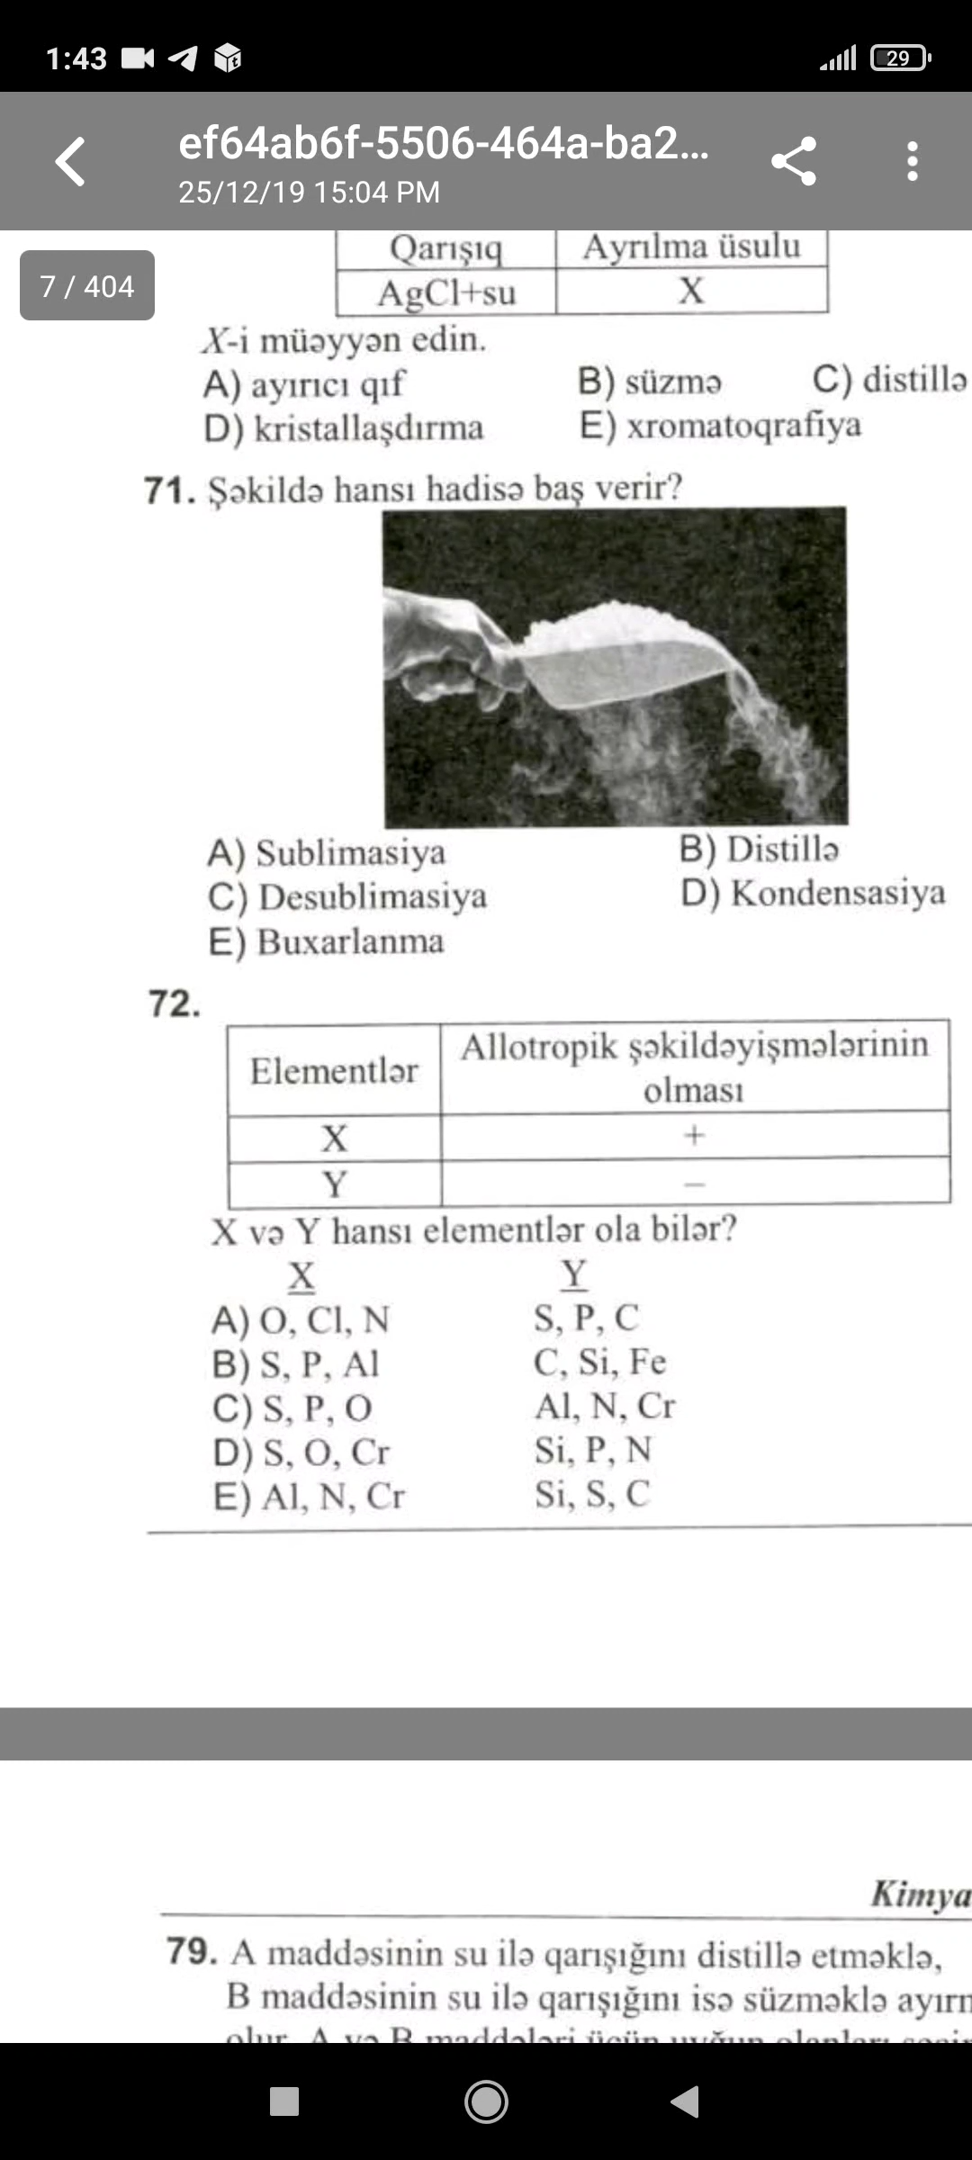 1:43 29
ef64ab6f-5506-464a-ba2...
25/12/19 15:04 PM
7 / 404
Qarışıq Ayrılma üsulu
AgCl+su X
X-i müəyyən edin.
A) ayırıcı qıf B) süzmə C) distillə
D) kristallaşdırma E) xromatoqrafiya
71. Şəkildə hansı hadisə baş verir?
A) Sublimasiya B) Distillə
C) Desublimasiya D) Kondensasiya
E) Buxarlanma
72.
Elementlər Allotropik şəkildəyişmələrinin
olması
X +
Y –
X və Y hansı elementlər ola bilər?
X Y
A) O, Cl, N S, P, C
B) S, P, Al C, Si, Fe
C) S, P, O Al, N, Cr
D) S, O, Cr Si, P, N
E) Al, N, Cr Si, S, C
Kimya
79. A maddəsinin su ilə qarışığını distillə etməklə,
B maddəsinin su ilə qarışığını isə süzməklə